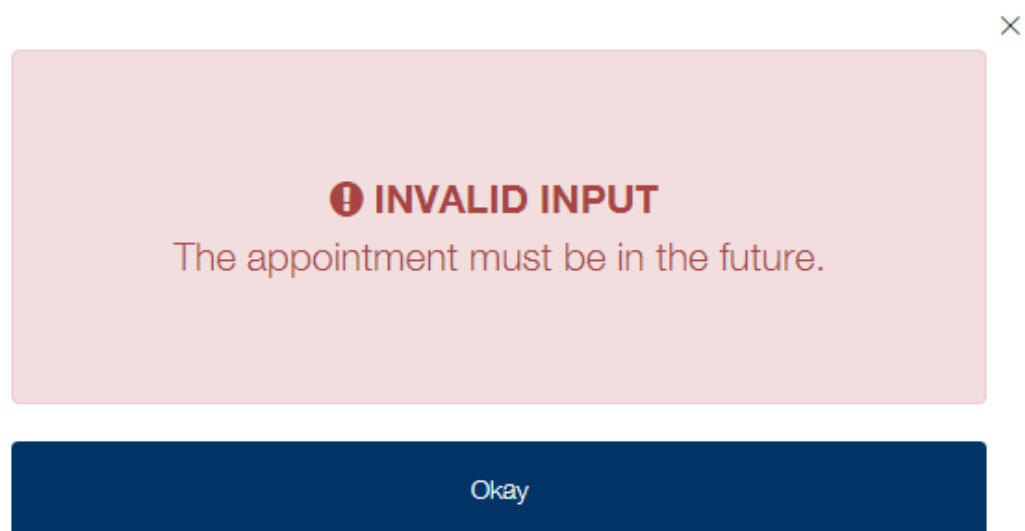 INVALID INPUT
The appointment must be in the future.
Okay